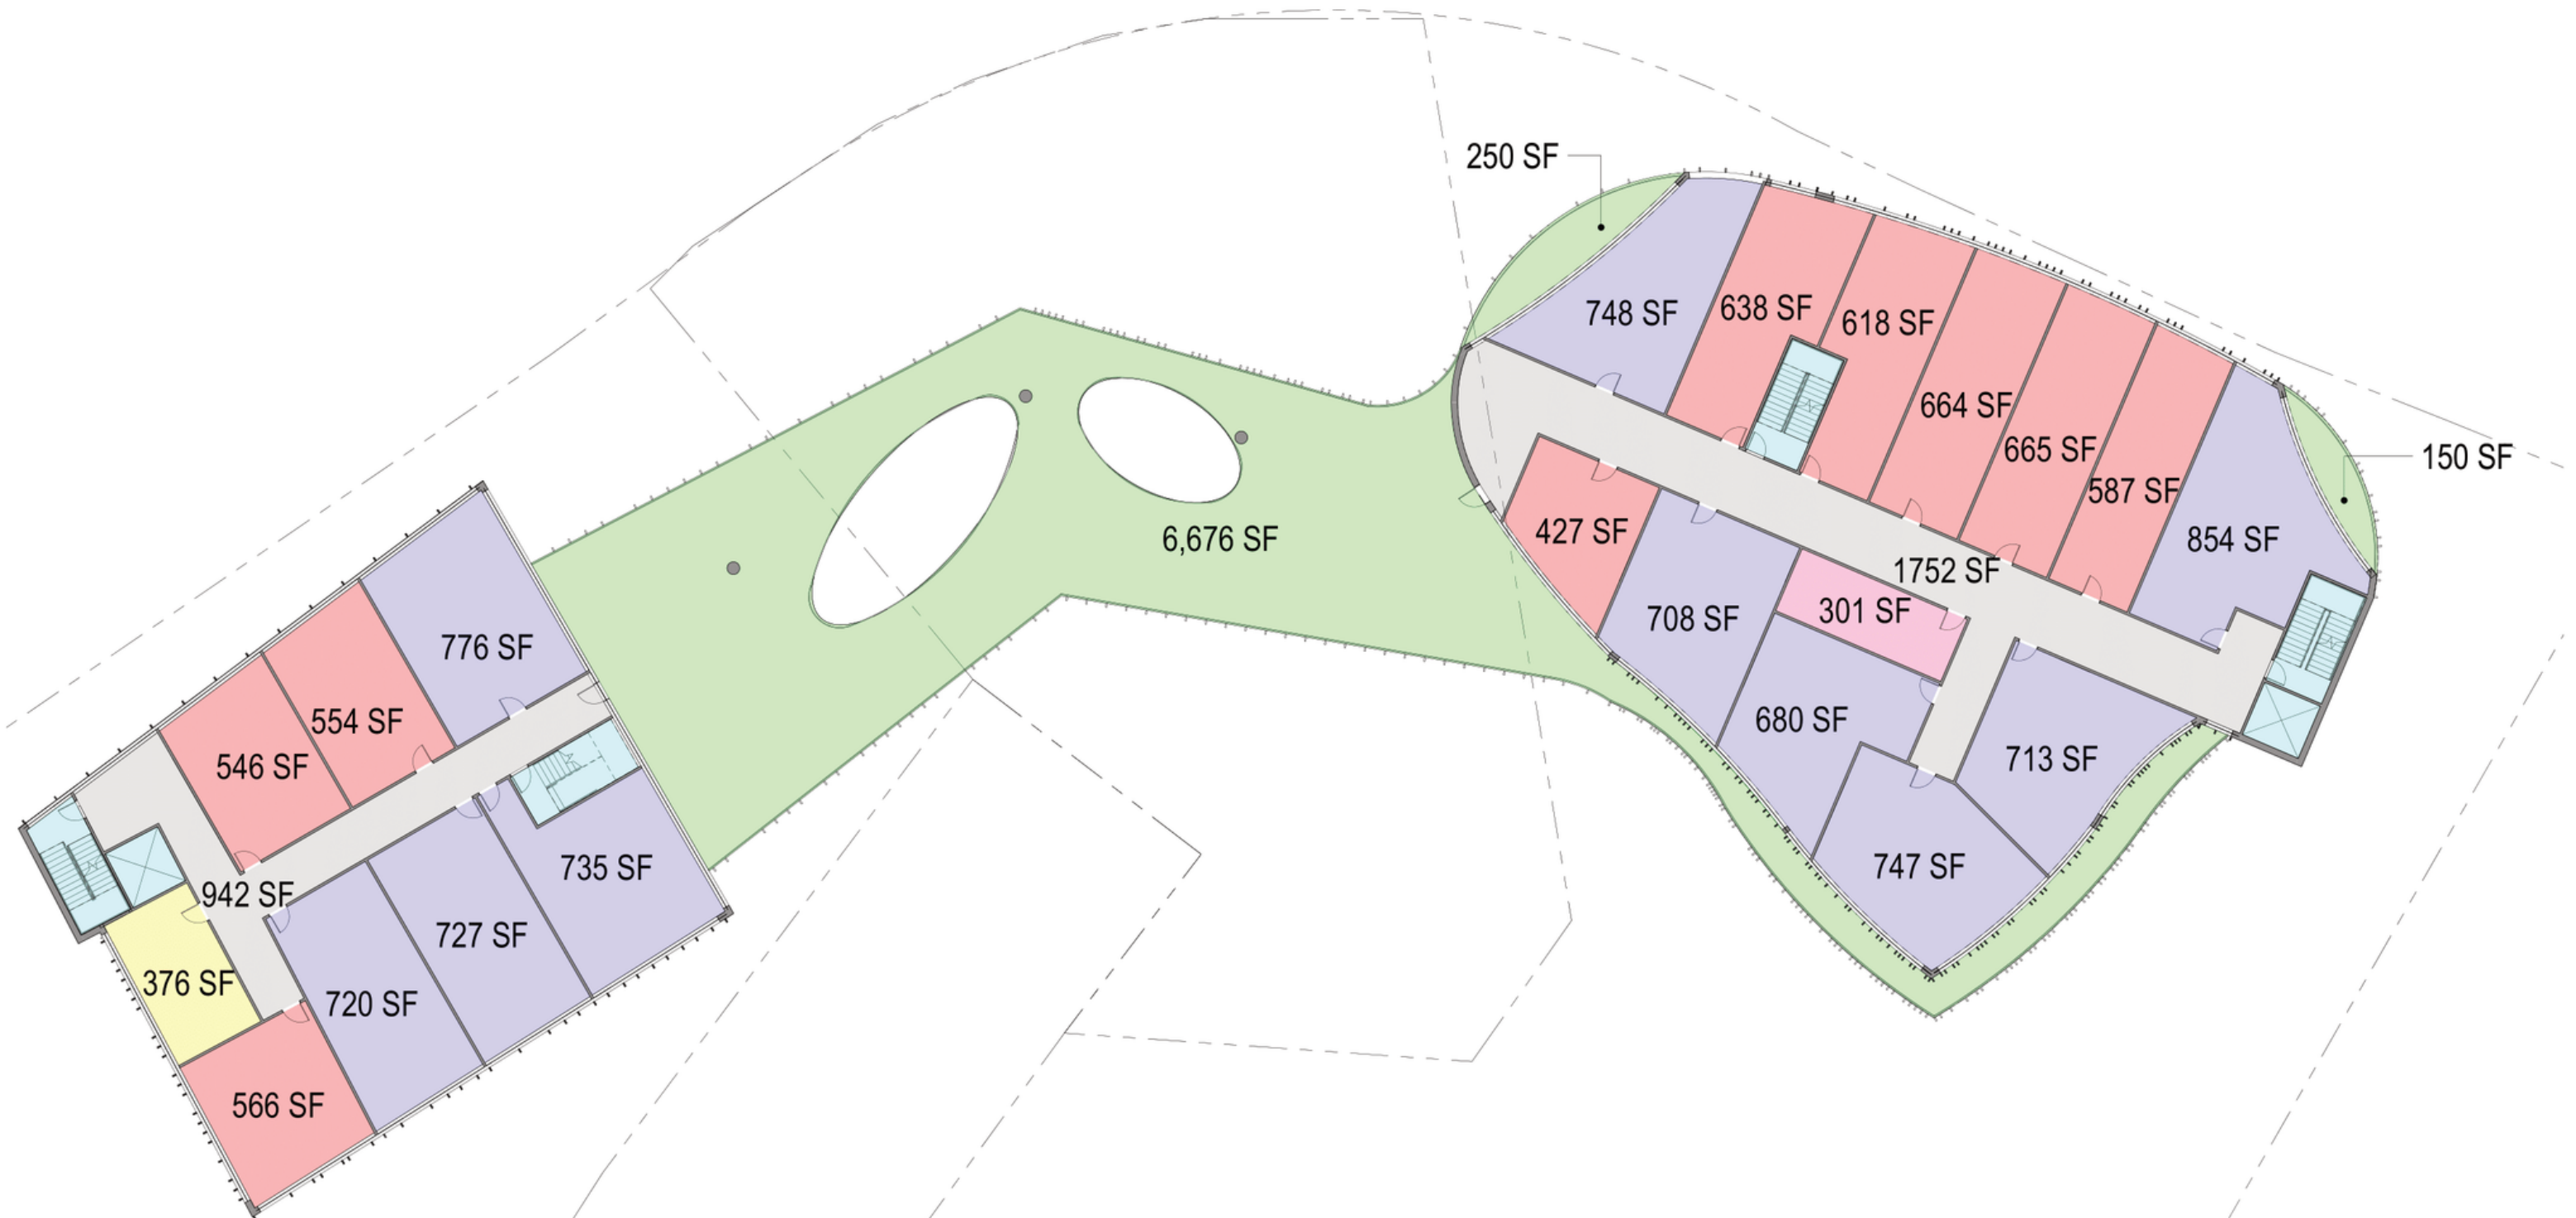 250 SF
748 SF
638 SF
618 SF
664 SF
665 SF
587 SF
854 SF
150 SF
427 SF
6,676 SF
1752 SF
708 SF
301 SF
680 SF
713 SF
747 SF
776 SF
554 SF
546 SF
735 SF
942 SF
727 SF
376 SF
720 SF
566 SF